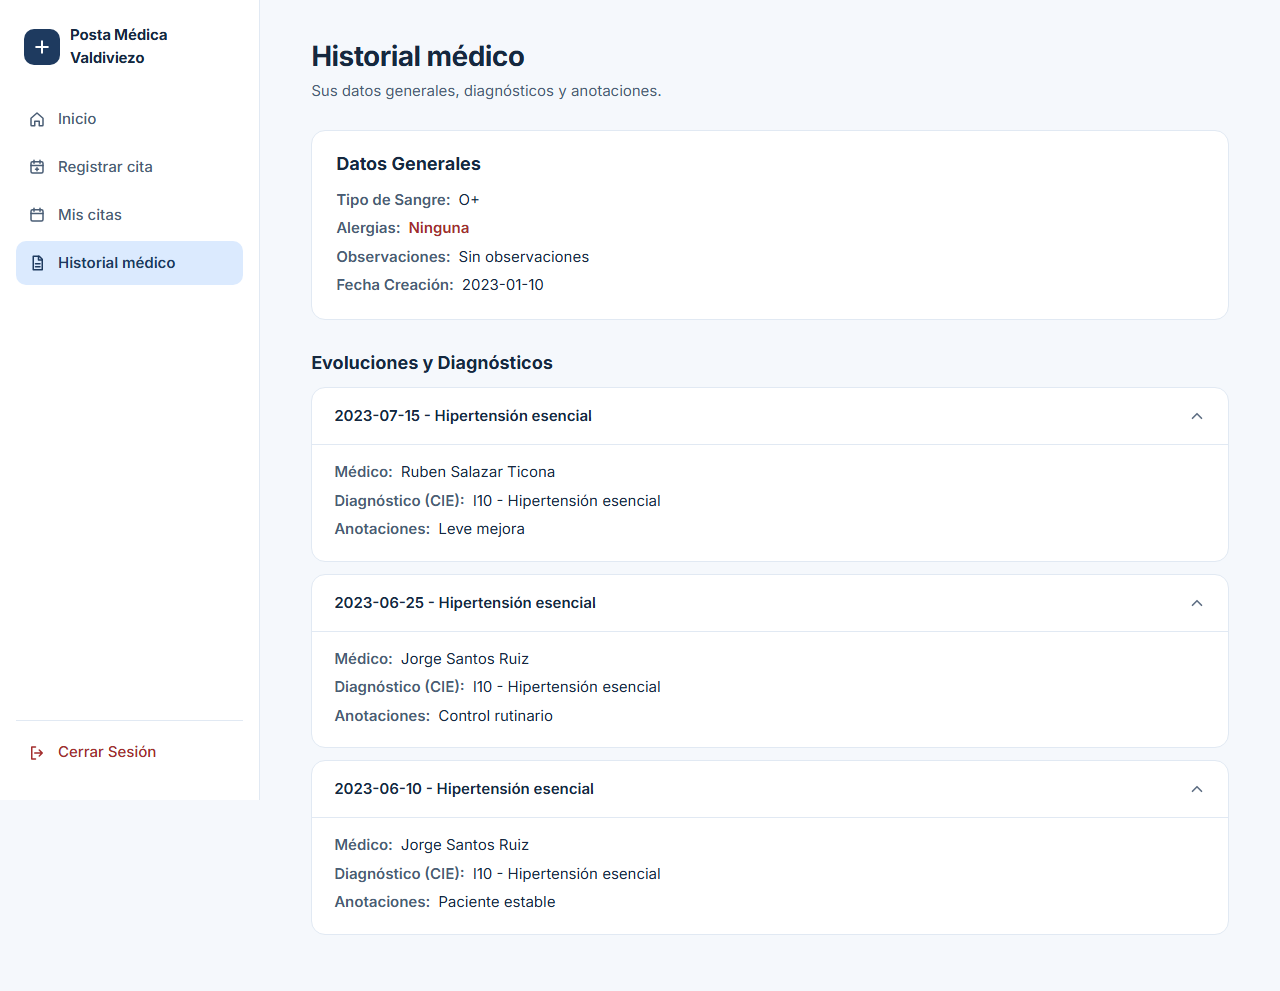 Posta Médica
Valdiviezo
Inicio
Registrar cita
Mis citas
Historial médico
Cerrar Sesión
Historial médico
Sus datos generales, diagnósticos y anotaciones.
Datos Generales
Tipo de Sangre: O+
Alergias: Ninguna
Observaciones: Sin observaciones
Fecha Creación: 2023-01-10
Evoluciones y Diagnósticos
2023-07-15 - Hipertensión esencial
Médico: Ruben Salazar Ticona
Diagnóstico (CIE): I10 - Hipertensión esencial
Anotaciones: Leve mejora
2023-06-25 - Hipertensión esencial
Médico: Jorge Santos Ruiz
Diagnóstico (CIE): I10 - Hipertensión esencial
Anotaciones: Control rutinario
2023-06-10 - Hipertensión esencial
Médico: Jorge Santos Ruiz
Diagnóstico (CIE): I10 - Hipertensión esencial
Anotaciones: Paciente estable